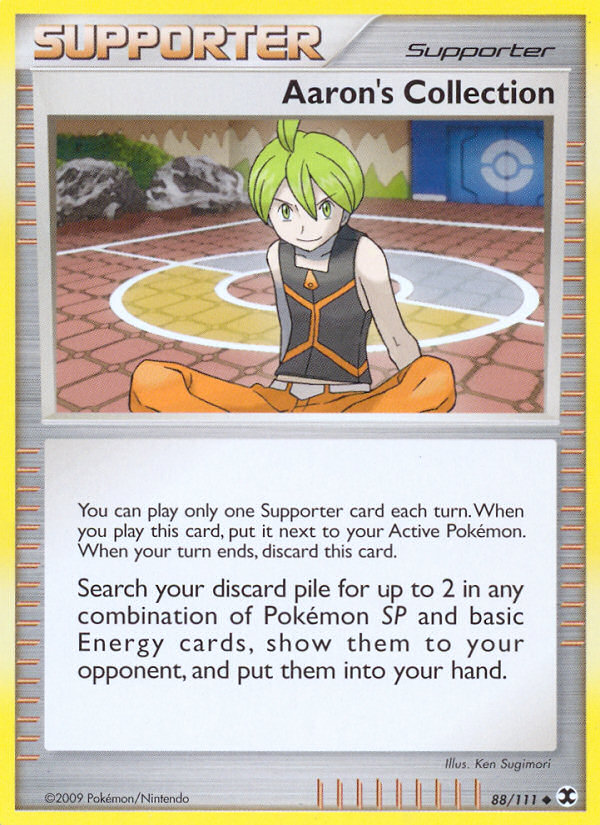 SUPPORTER
Supporter
Aaron's Collection
You can play only one Supporter card each turn. When
you play this card, put it next to your Active Pokémon.
When your turn ends, discard this card.
Search your discard pile for up to 2 in any
combination of Pokémon SP and basic
Energy cards, show them to your
opponent, and put them into your hand.
Illus. Ken Sugimori
©2009 Pokémon/Nintendo
88/111